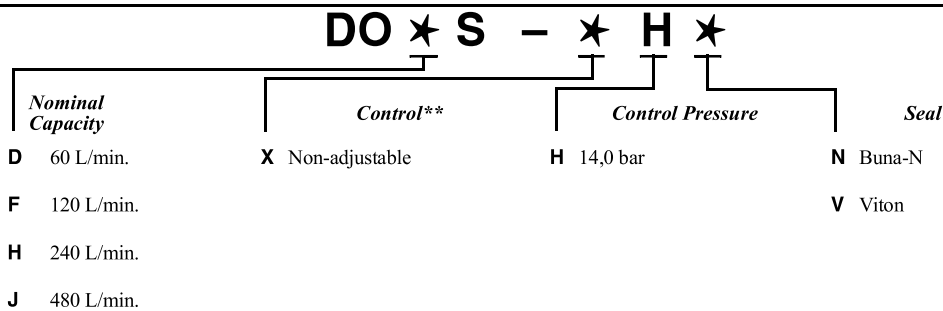 DO ★ S – ★ H ★
Nominal
Capacity
Control**
Control Pressure
Seal
D 60 L/min.
X Non-adjustable
H 14,0 bar
N Buna-N
F 120 L/min.
V Viton
H 240 L/min.
J 480 L/min.